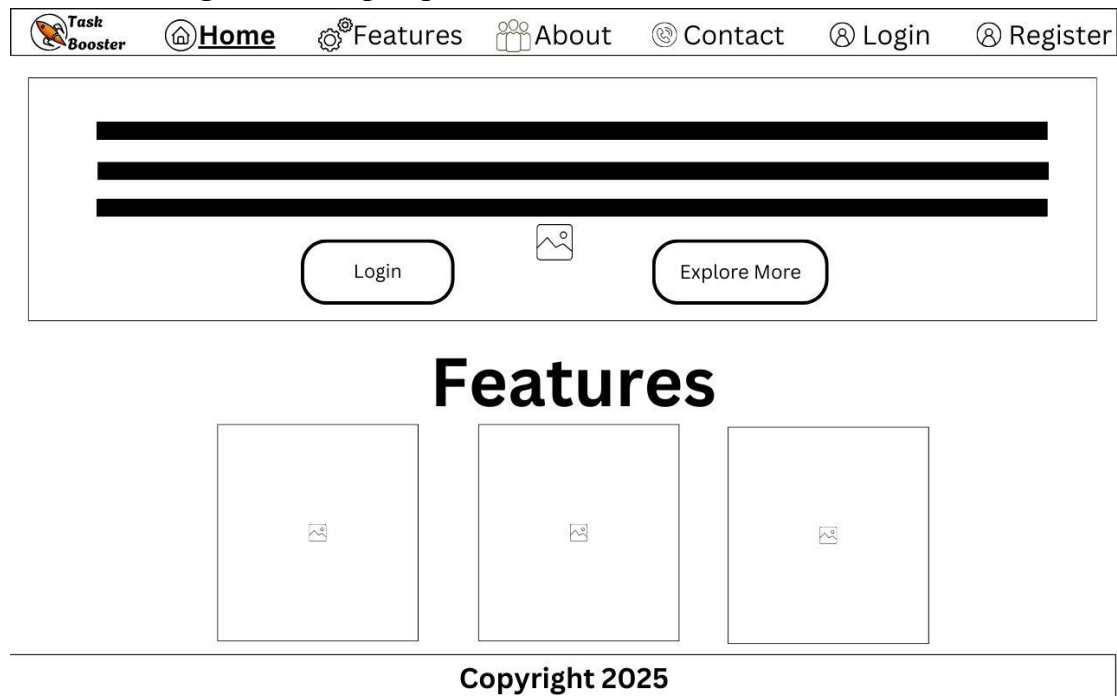 Task
Booster
Home
Features
About
Contact
Login
Register
Login
Explore More
Features
Copyright 2025